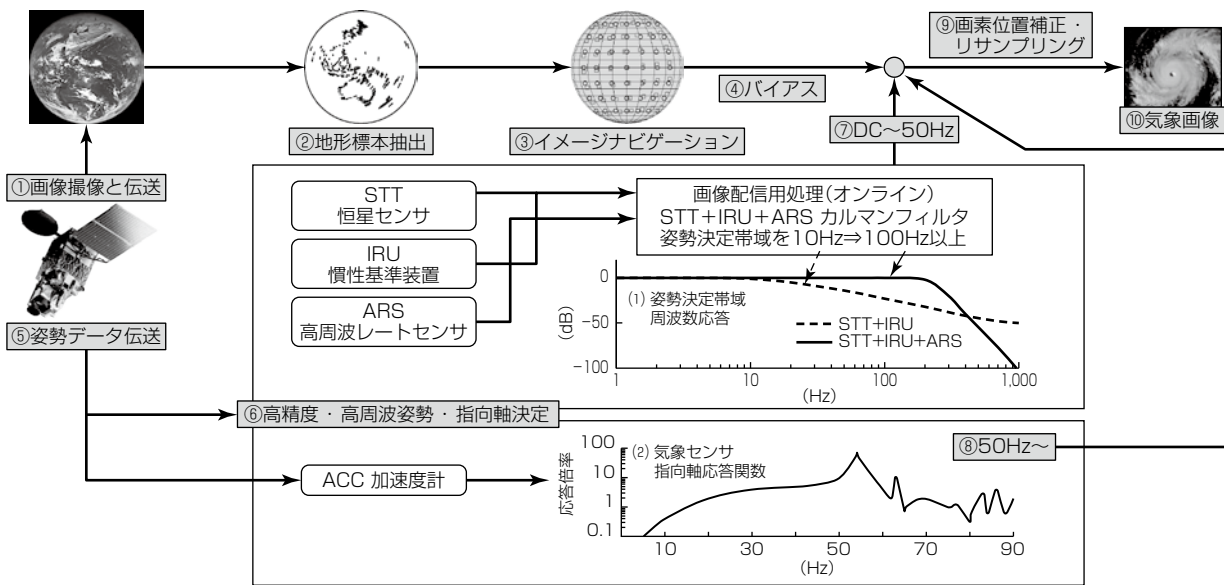 ⑨画素位置補正・
リサンプリング
④バイアス
②地形標本抽出
③イメージナビゲーション
⑦DC～50Hz
⑩気象画像
①画像撮像と伝送
STT
恒星センサ
IRU
慣性基準装置
ARS
高周波レートセンサ
画像配信用処理(オンライン)
STT+IRU+ARS カルマンフィルタ
姿勢決定帯域を10Hz⇒100Hz以上
⑤姿勢データ伝送
(1) 姿勢決定帯域
周波数応答
STT+IRU
STT+IRU+ARS
(dB)
0
−50
−100
1
10
100
1,000
(Hz)
⑥高精度・高周波姿勢・指向軸決定
ACC 加速度計
(2) 気象センサ
指向軸応答関数
応答倍率
100
10
1
0.1
10
30
50
70
90
(Hz)
⑧50Hz～